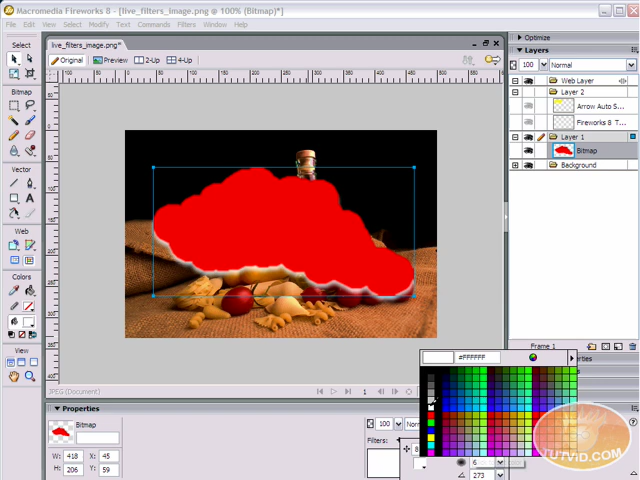 Macromedia Fireworks 8 - [live_filters_image.png @ 100% (Bitmap)*]
File Edit View Select Modify Text Commands Filters Window Help
Select
Bitmap
Vector
Web
Colors
View
live_filters_image.png*
Original Preview 2-Up 4-Up
JPEG (Document)
1
Optimize
Layers
100 Normal
Web Layer
Layer 2
Arrow Auto S...
Fireworks 8 T...
Layer 1
Bitmap
Background
Frame 1
#FFFFFF
Properties
Bitmap
W: 418 X: 45
H: 206 Y: 59
100
Filters:
8
6
273
TUTVID.COM